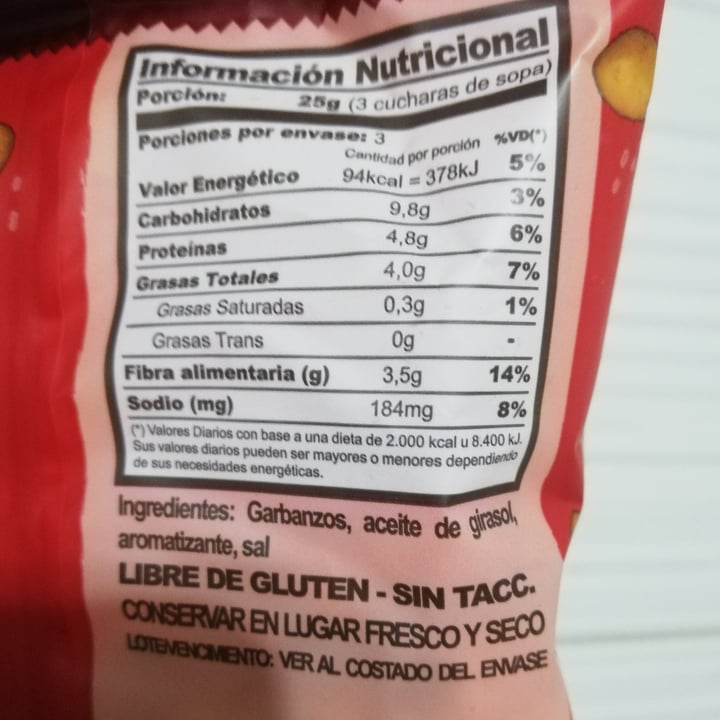 Información Nutricional
Porción: 25g (3 cucharas de sopa)
Porciones por envase: 3
Cantidad por porción %VD(*)
Valor Energético 94kcal = 378kJ 5%
Carbohidratos 9,8g 3%
Proteínas 4,8g 6%
Grasas Totales 4,0g 7%
Grasas Saturadas 0,3g 1%
Grasas Trans 0g -
Fibra alimentaria (g) 3,5g 14%
Sodio (mg) 184mg 8%
(*) Valores Diarios con base a una dieta de 2.000 kcal u 8.400 kJ.
Sus valores diarios pueden ser mayores o menores dependiendo
de sus necesidades energéticas.
Ingredientes: Garbanzos, aceite de girasol,
aromatizante, sal
LIBRE DE GLUTEN - SIN TACC.
CONSERVAR EN LUGAR FRESCO Y SECO
LOTE/VENCIMIENTO: VER AL COSTADO DEL ENVASE